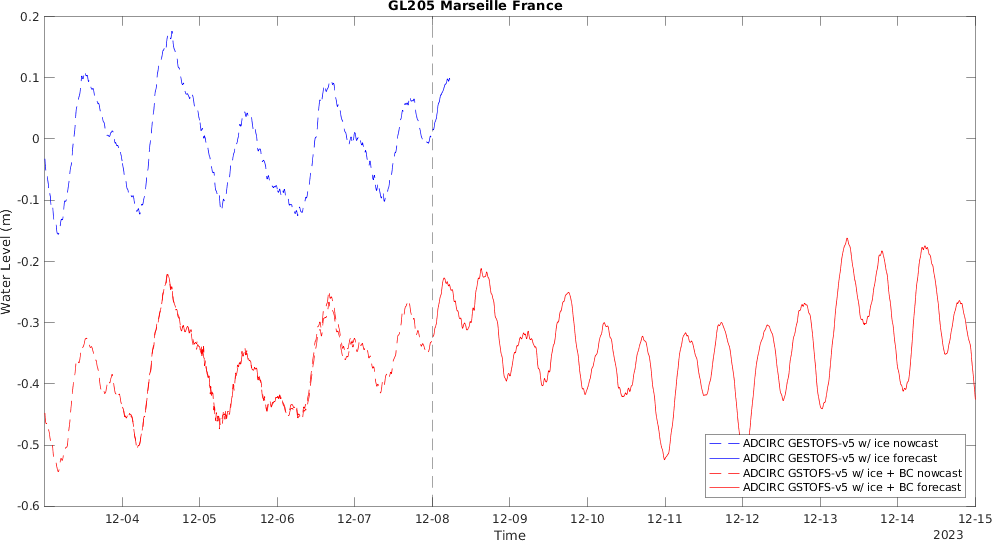 GL205 Marseille France
0.2
0.1
0
-0.1
-0.2
-0.3
-0.4
-0.5
-0.6
Water Level (m)
ADCIRC GESTOFS-v5 w/ ice nowcast
ADCIRC GESTOFS-v5 w/ ice forecast
ADCIRC GSTOFS-v5 w/ ice + BC nowcast
ADCIRC GSTOFS-v5 w/ ice + BC forecast
12-04 12-05 12-06 12-07 12-08 12-09 12-10 12-11 12-12 12-13 12-14 12-15
Time
2023